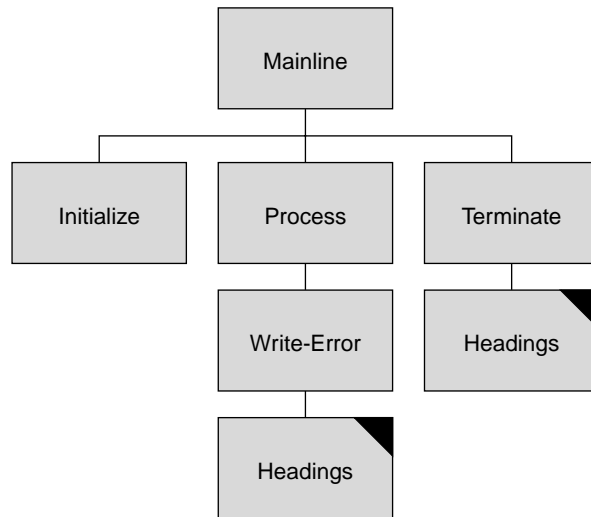 Mainline
Initialize
Process
Terminate
Write-Error
Headings
Headings